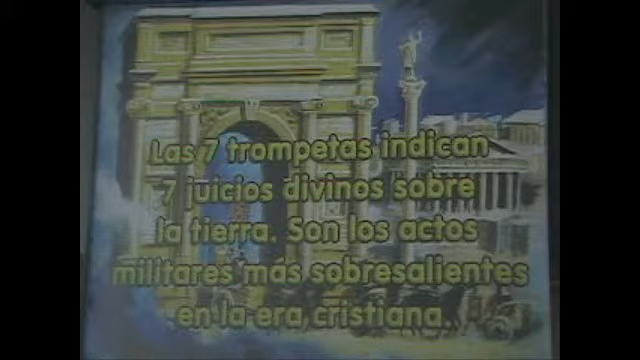 Las 7 trompetas indican
7 juicios divinos sobre
la tierra. Son los actos
militares más sobresalientes
en la era cristiana.